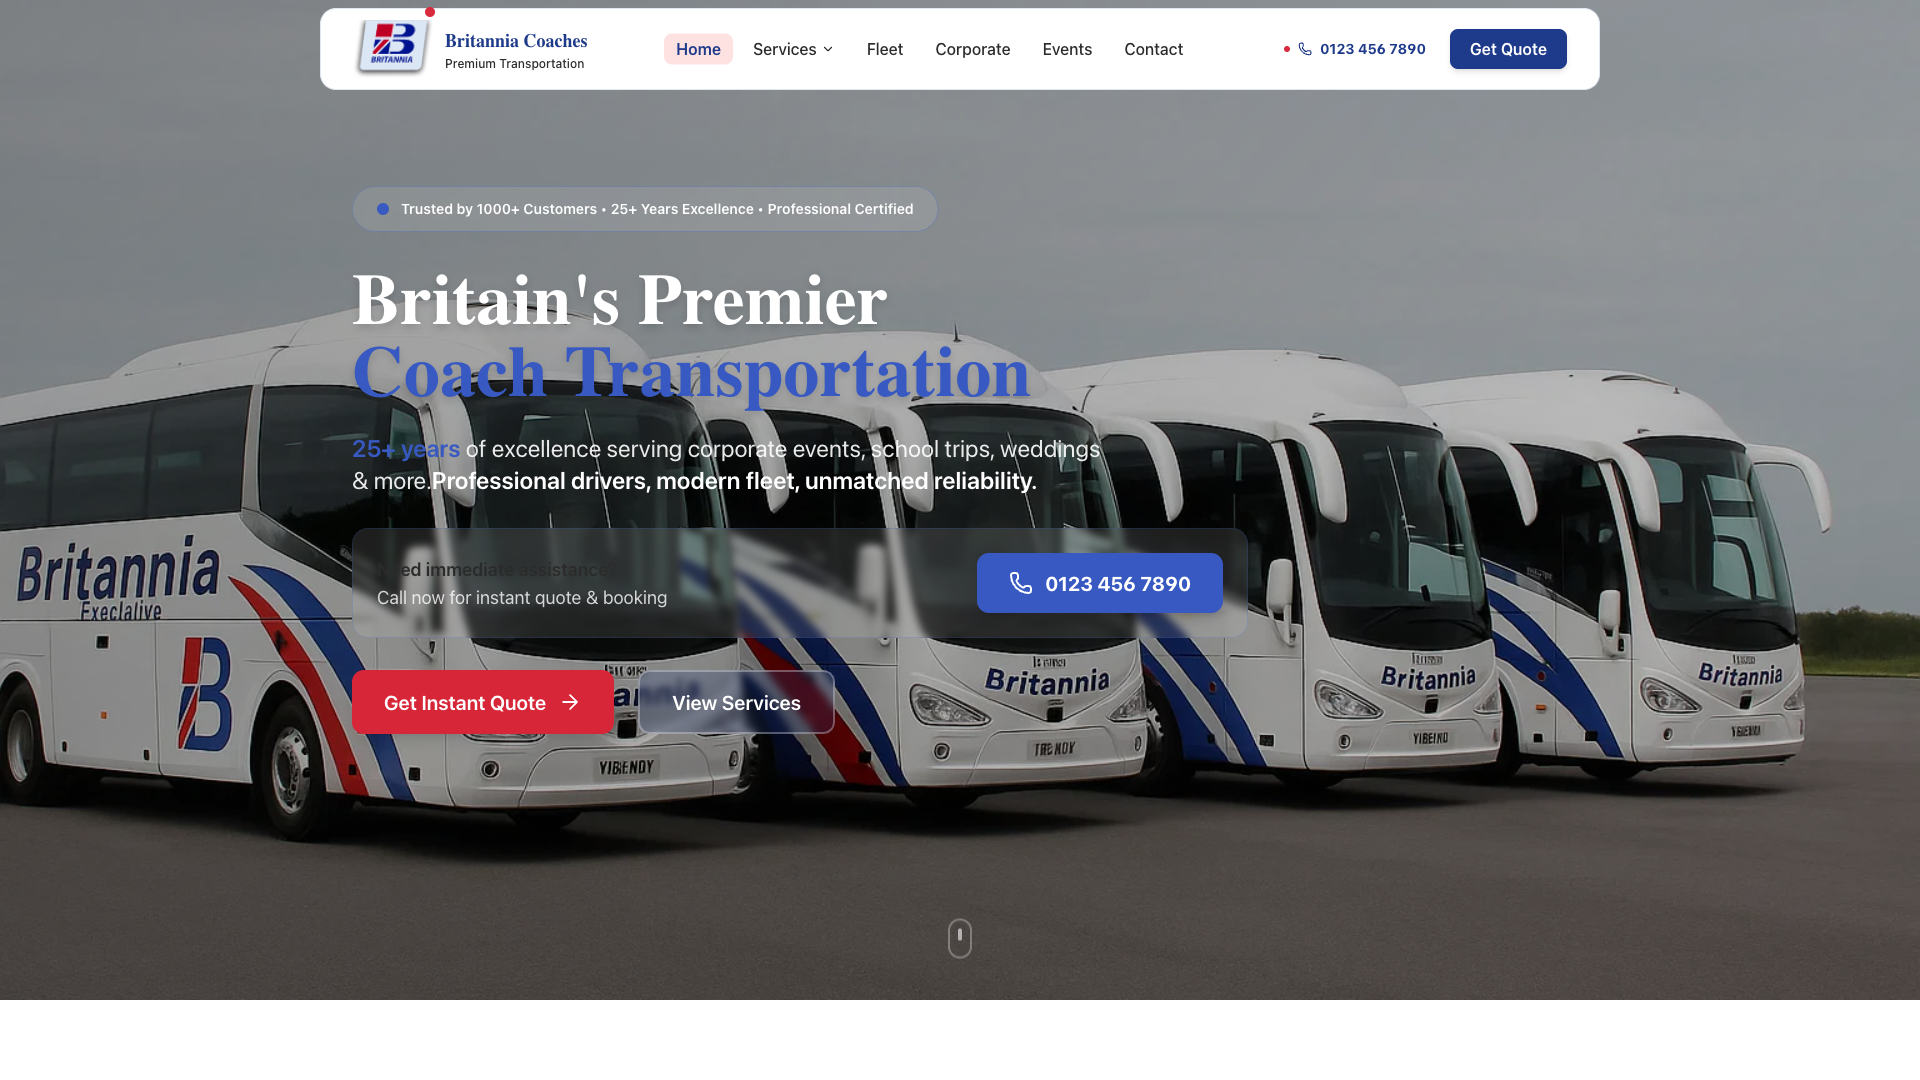 BRITANNIA
Britannia Coaches
Premium Transportation
Home
Services
Fleet
Corporate
Events
Contact
0123 456 7890
Get Quote
Trusted by 1000+ Customers • 25+ Years Excellence • Professional Certified
Britain's Premier
Coach Transportation
25+ years of excellence serving corporate events, school trips, weddings
& more.Professional drivers, modern fleet, unmatched reliability.
Need immediate assistance?
Call now for instant quote & booking
0123 456 7890
Get Instant Quote
View Services
Britannia
Execlalive
B
YIBENDY
Britannia
Britannia
Britannia